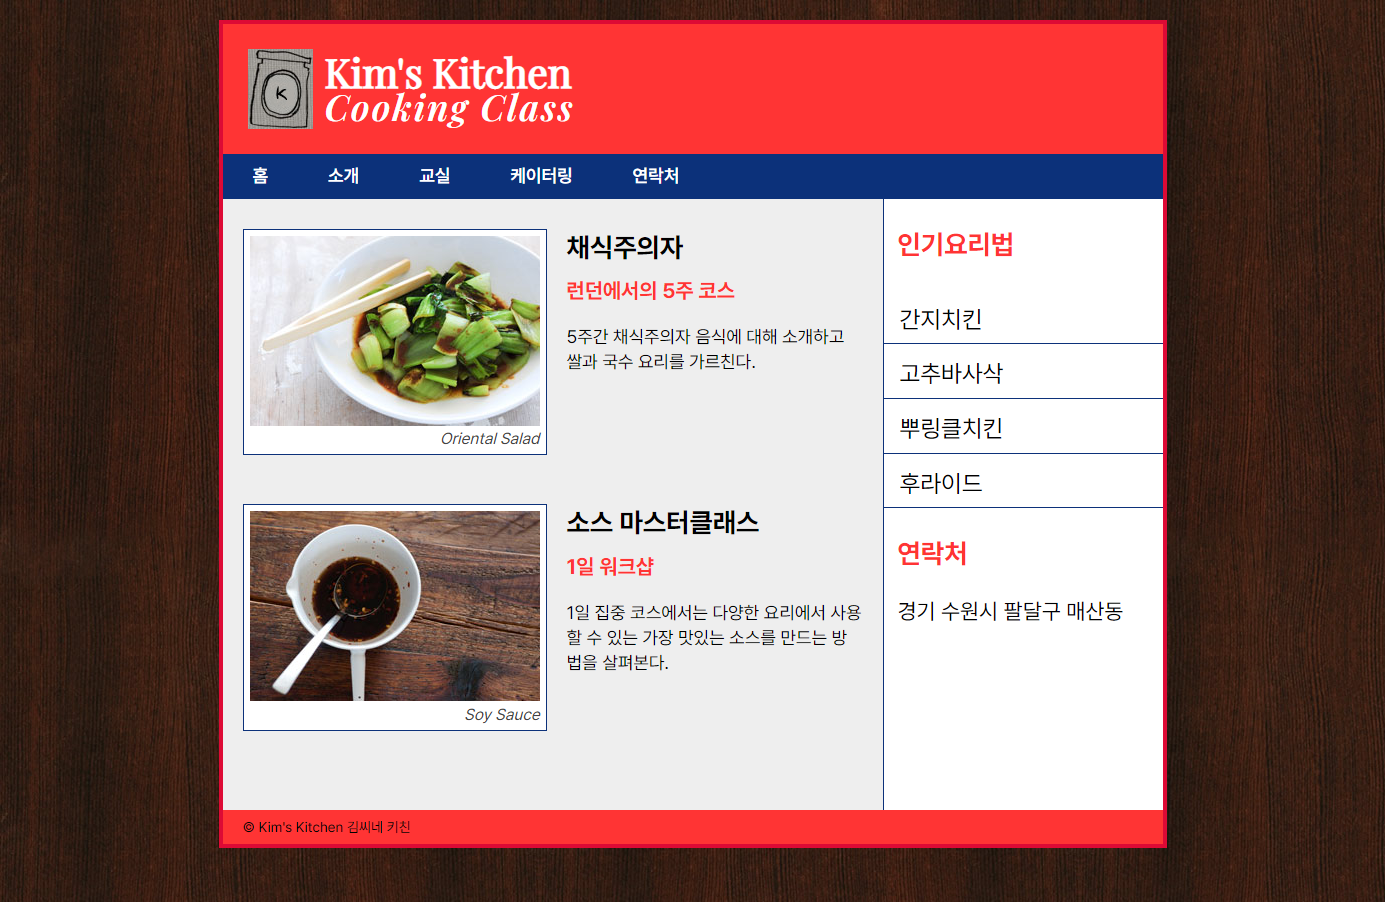 K
Kim's Kitchen
Cooking Class
홈 소개 교실 케이터링 연락처
Oriental Salad
채식주의자
런던에서의 5주 코스
5주간 채식주의자 음식에 대해 소개하고
쌀과 국수 요리를 가르친다.
Soy Sauce
소스 마스터클래스
1일 워크샵
1일 집중 코스에서는 다양한 요리에서 사용
할 수 있는 가장 맛있는 소스를 만드는 방
법을 살펴본다.
인기요리법
간지치킨
고추바사삭
뿌링클치킨
후라이드
연락처
경기 수원시 팔달구 매산동
© Kim's Kitchen 김씨네 키친